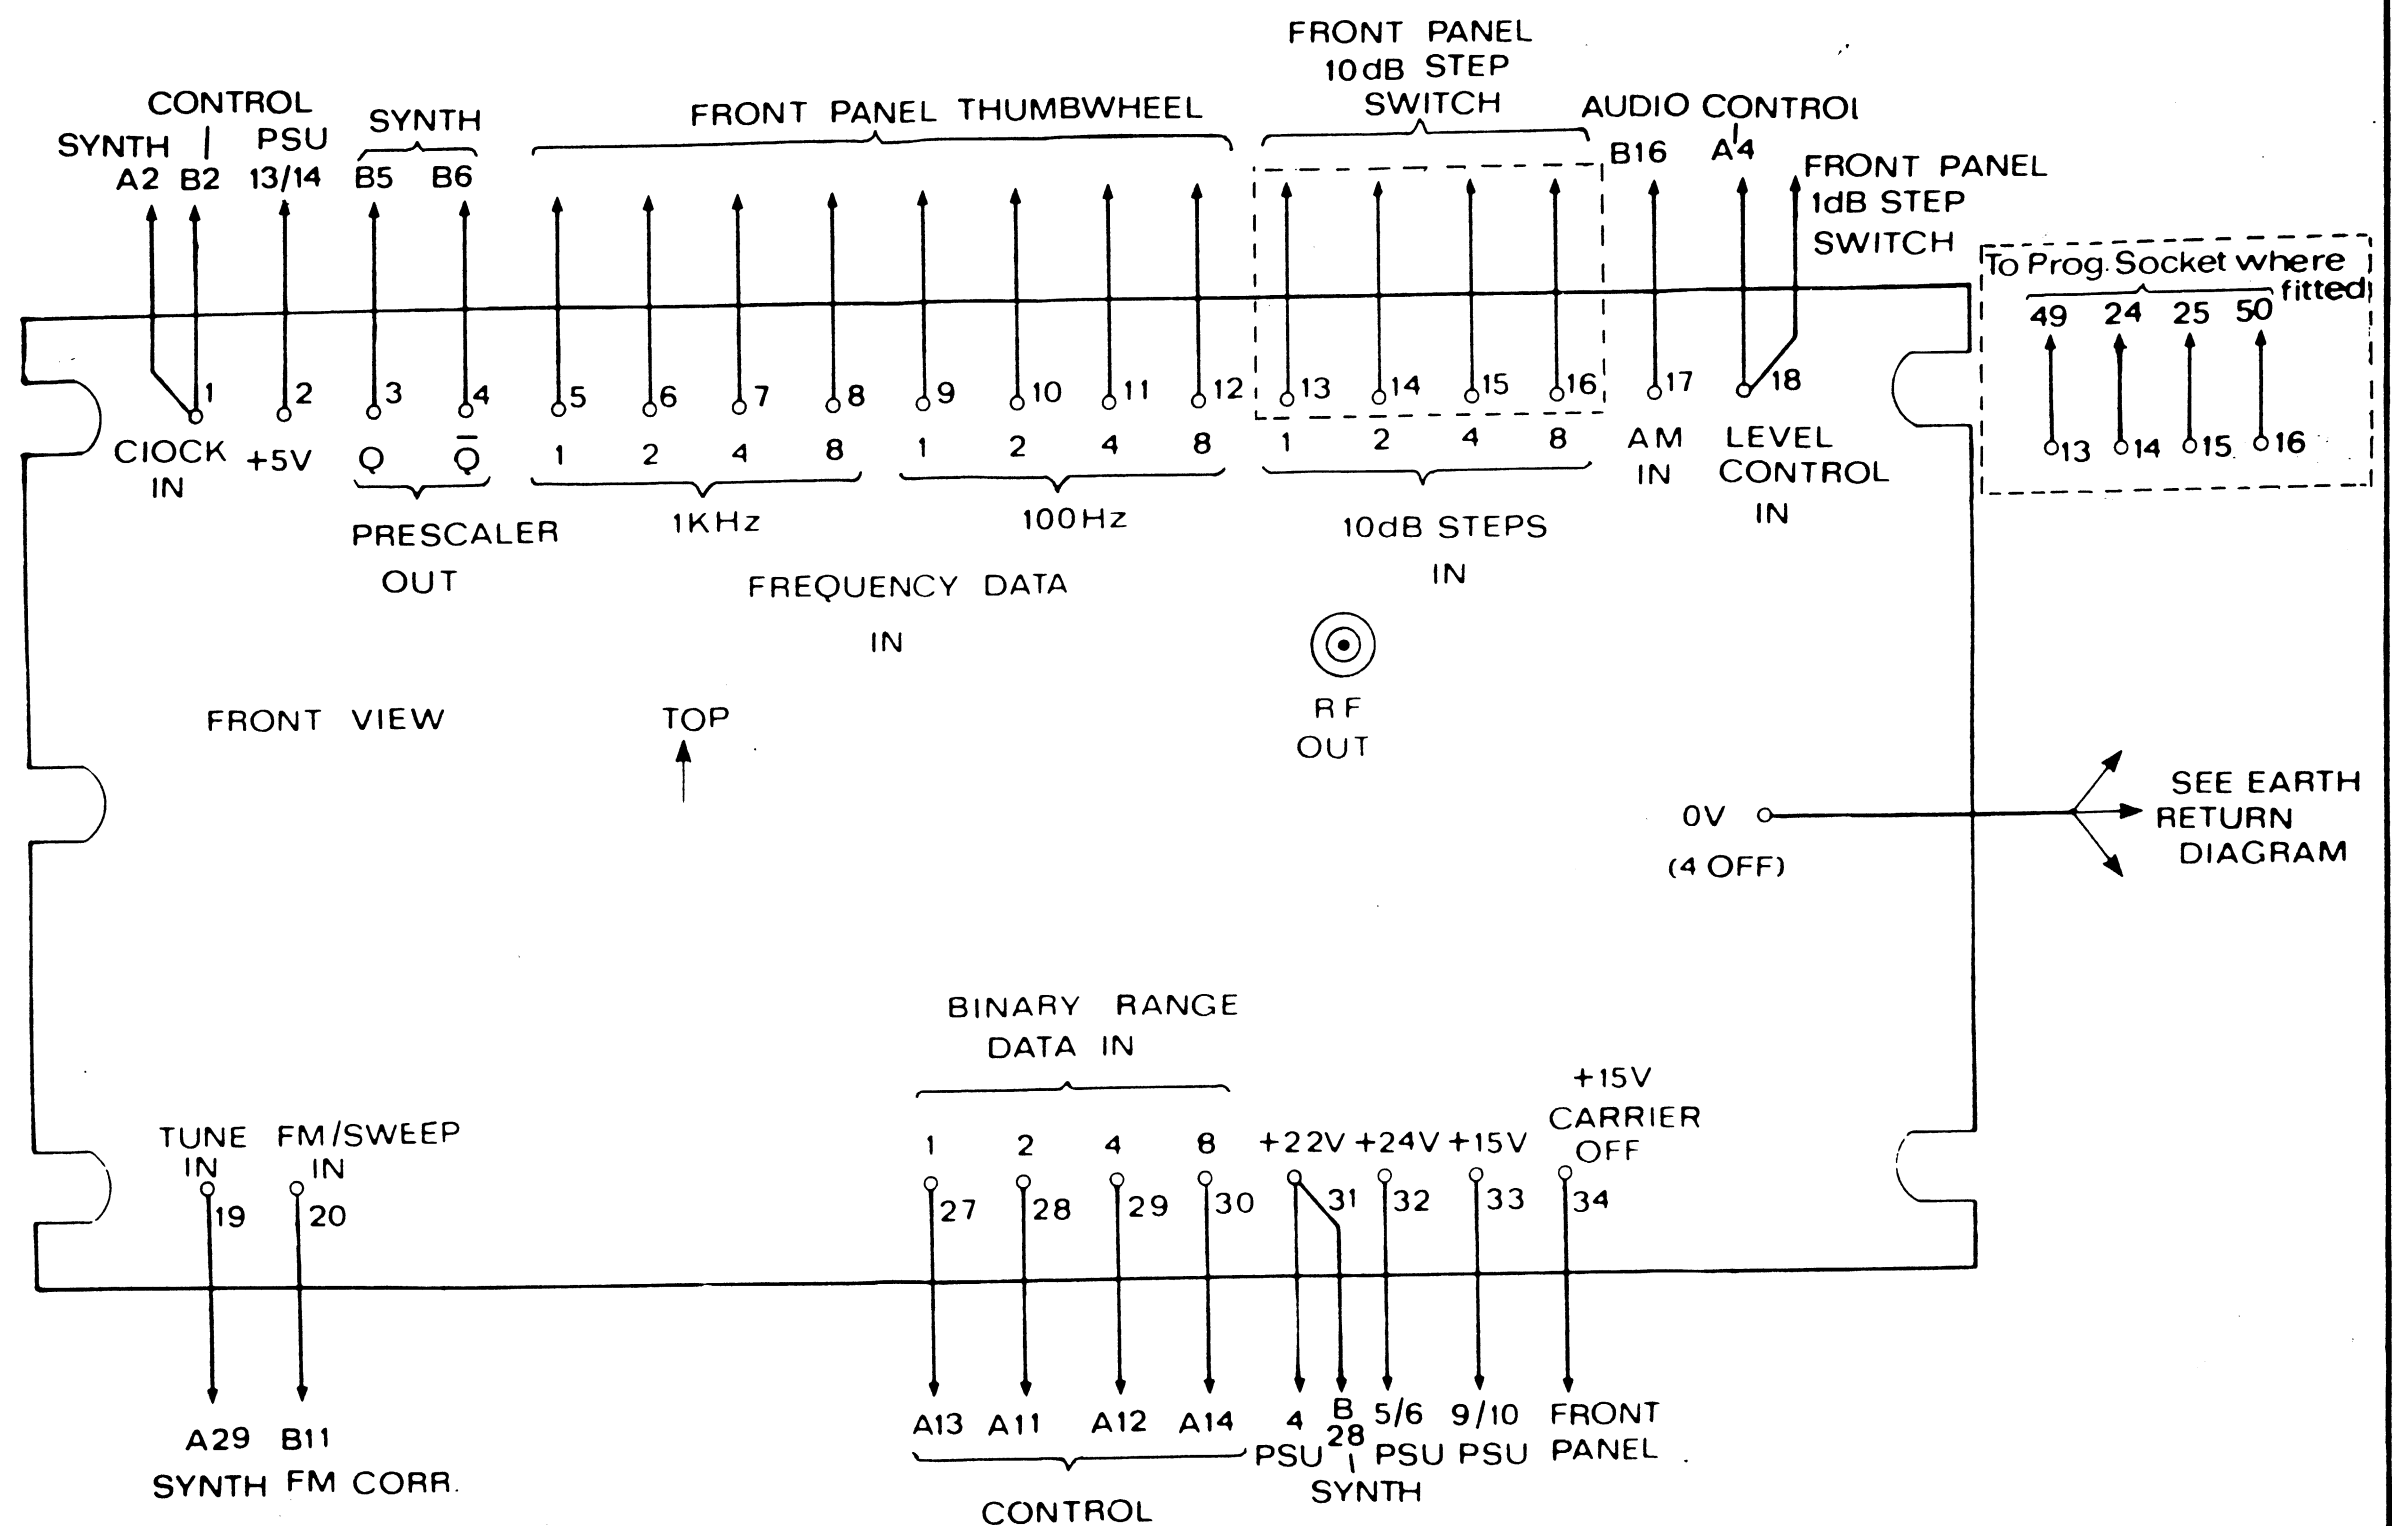 FRONT PANEL
10dB STEP
SWITCH
CONTROL
SYNTH PSU
SYNTH
FRONT PANEL THUMBWHEEL
AUDIO CONTROL
A2 B2 13/14 B5 B6
B16 A4
FRONT PANEL
1dB STEP
SWITCH
To Prog. Socket where
fitted
49 24 25 50
13 14 15 16
1 2 3 4 5 6 7 8 9 10 11 12 13 14 15 16 17 18
CIOCK
IN
+5V
Q Q̅
PRESCALER
OUT
1 2 4 8
1KHz
1 2 4 8
100Hz
FREQUENCY DATA
IN
1 2 4 8
10dB STEPS
IN
AM
IN
LEVEL
CONTROL
IN
RF
OUT
FRONT VIEW
TOP
0V
(4 OFF)
SEE EARTH
RETURN
DIAGRAM
BINARY RANGE
DATA IN
TUNE
IN
FM/SWEEP
IN
1 2 4 8
+22V +24V +15V
+15V
CARRIER
OFF
19 20 27 28 29 30 31 32 33 34
A29 B11
SYNTH FM CORR.
A13 A11 A12 A14
CONTROL
4
PSU
B
28
SYNTH
5/6
PSU
9/10
PSU
FRONT
PANEL